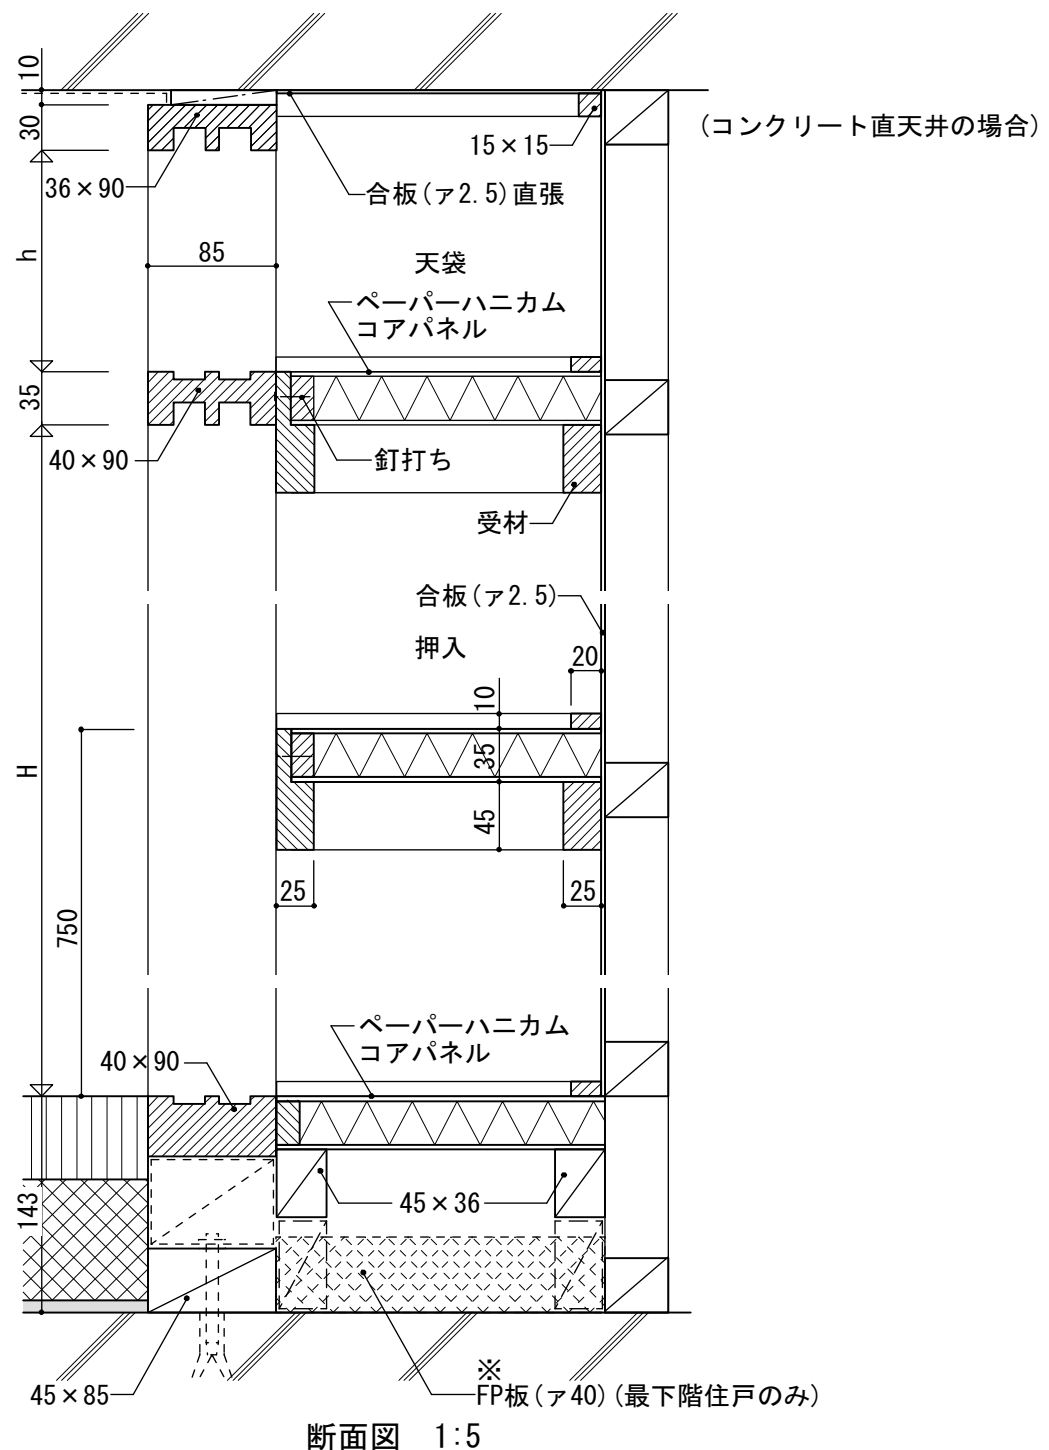 10
30
(コンクリート直天井の場合)
15×15
36×90
合板(ァ2.5)直張
h
85
天袋
ペーパーハニカム
コアパネル
35
40×90
釘打ち
受材
合板(ァ2.5)
押入
20
10
35
45
H
750
25
25
ペーパーハニカム
コアパネル
40×90
143
45×36
45×85
※
FP板(ァ40)(最下階住戸のみ)
断面図 1:5